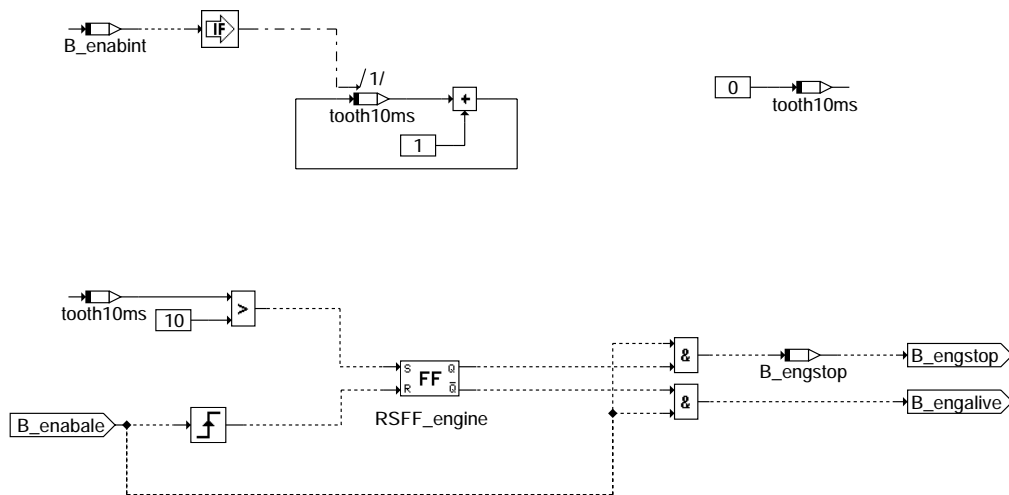 IF
B_enabint
/1/
tooth10ms
+
1
0
tooth10ms
tooth10ms
>
10
S Q
FF
R Q̅
RSFF_engine
&
B_engstop
B_engstop
&
B_engalive
B_enabale